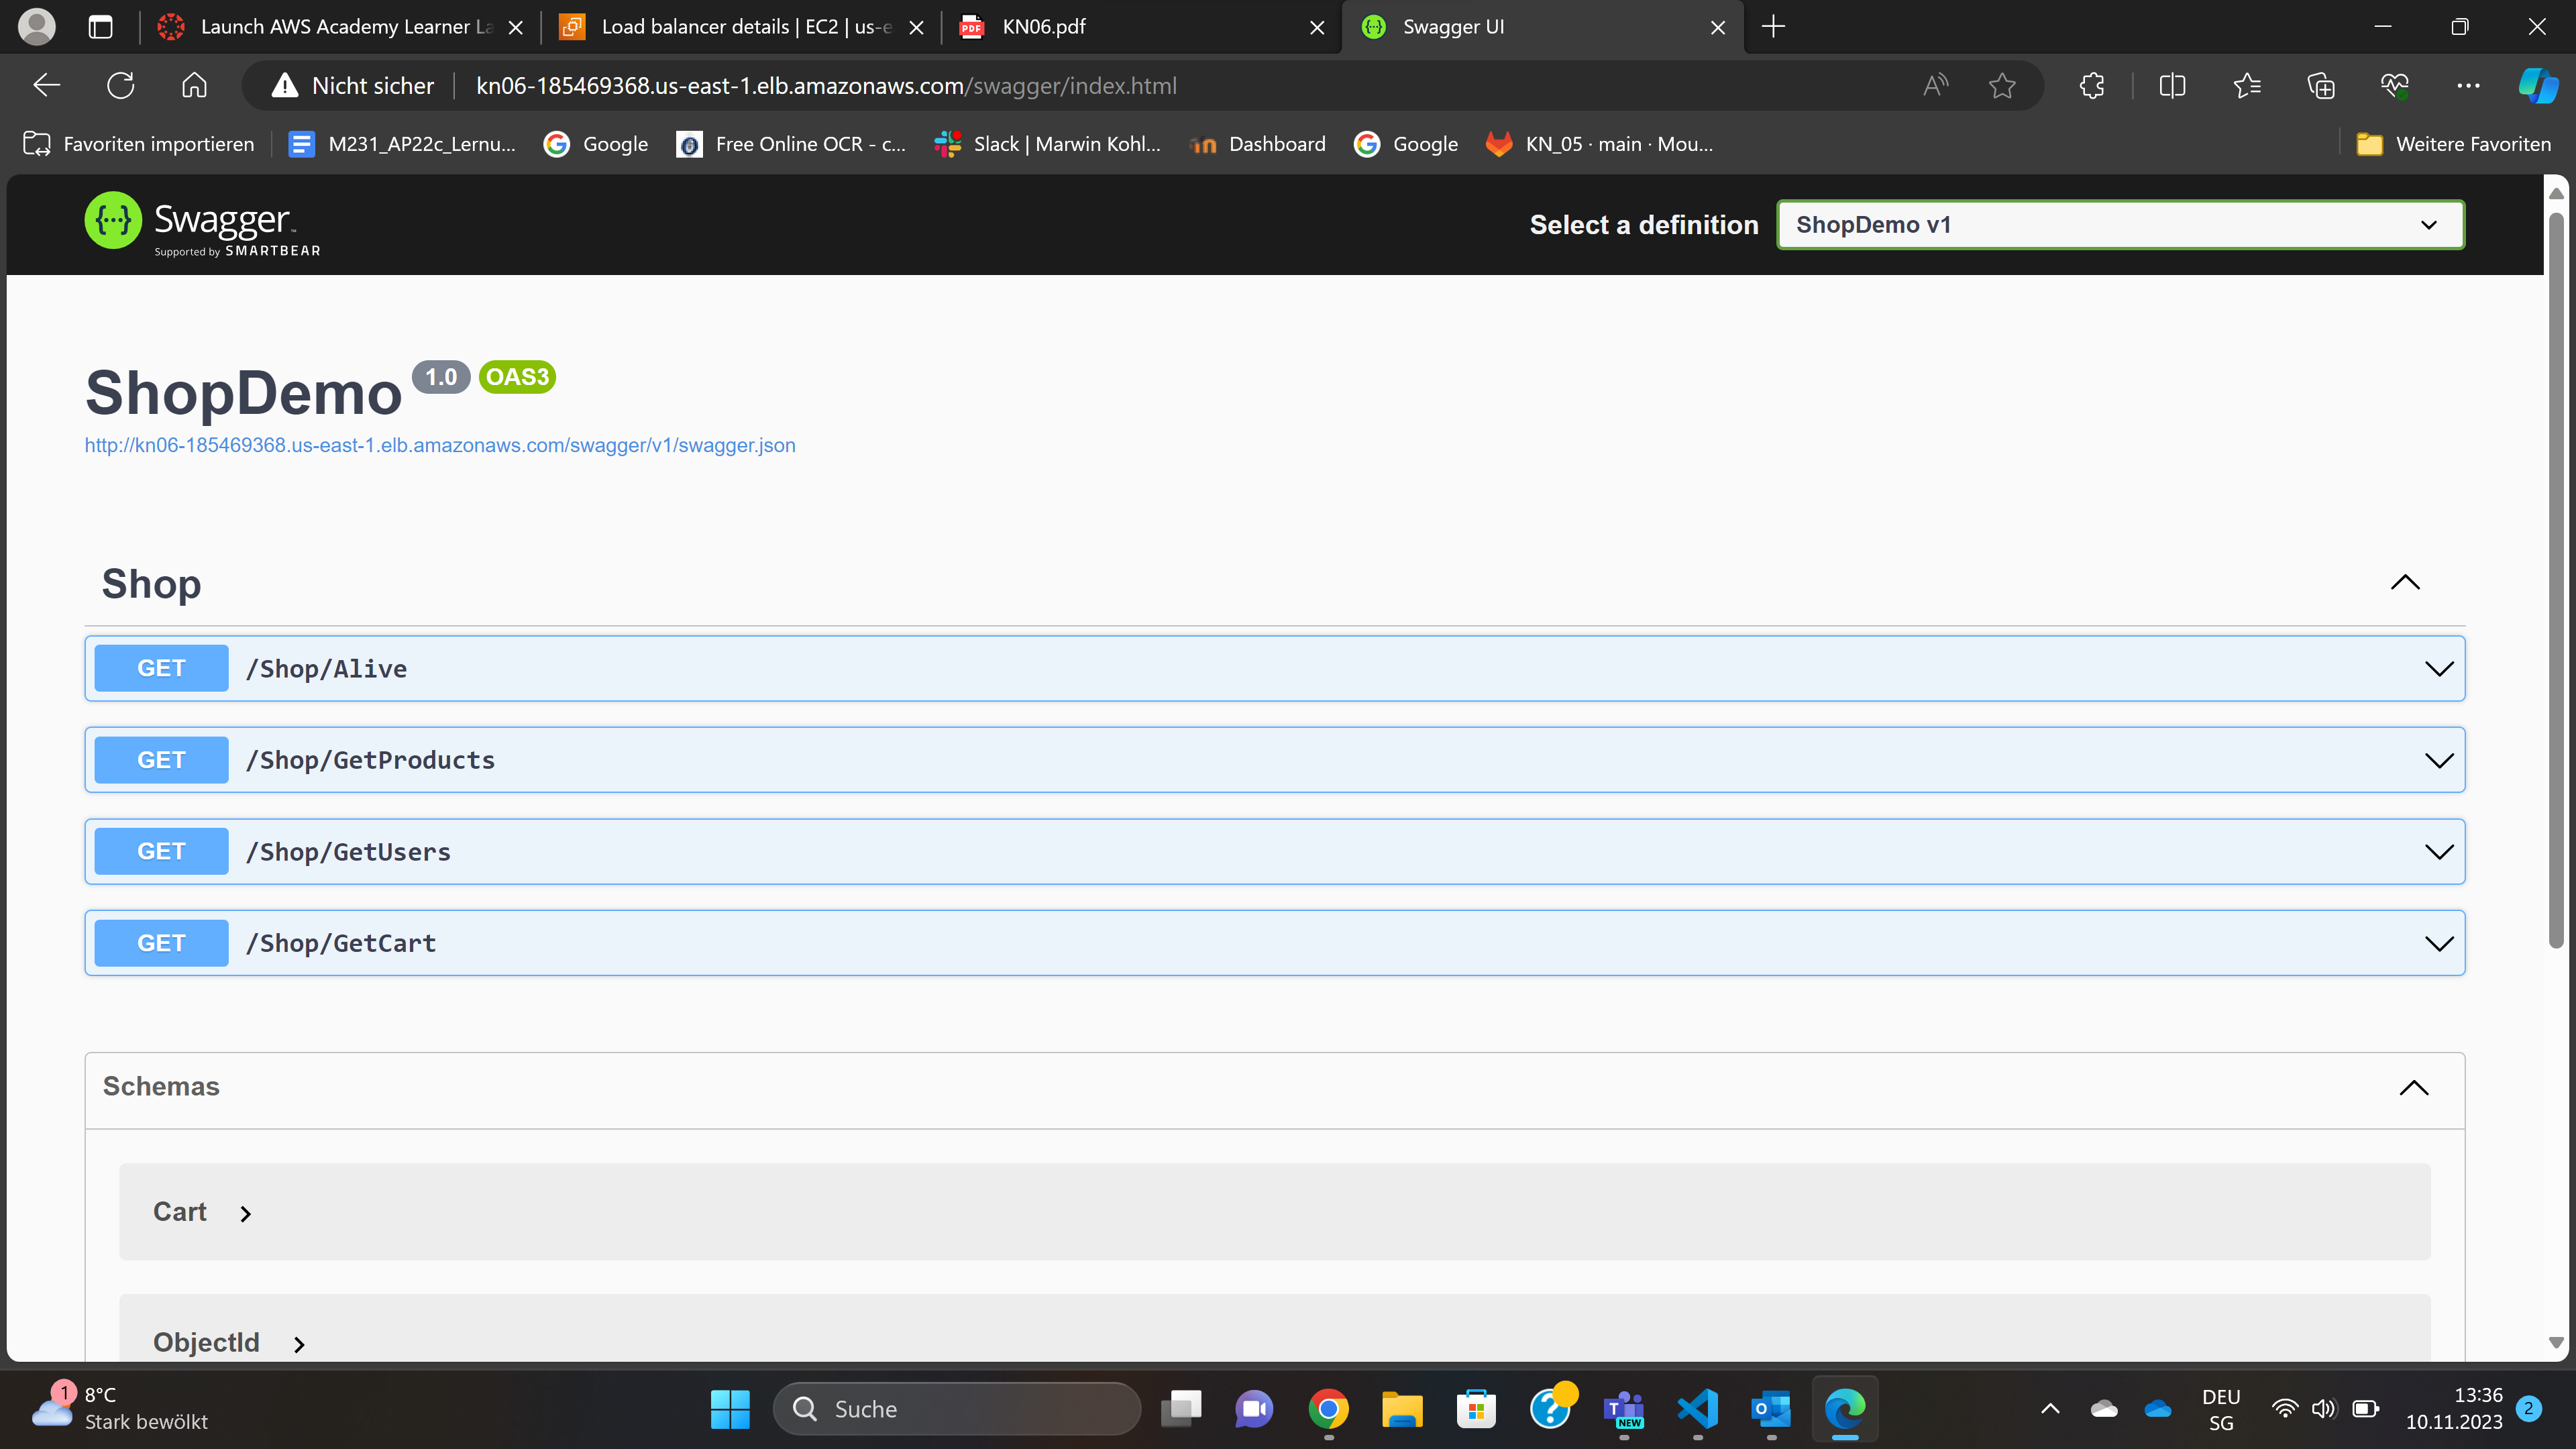 Launch AWS Academy Learner La
Load balancer details | EC2 | us-e
KN06.pdf
Swagger UI
Nicht sicher
kn06-185469368.us-east-1.elb.amazonaws.com/swagger/index.html
Favoriten importieren
M231_AP22c_Lernu...
Google
Free Online OCR - c...
Slack | Marwin Kohl...
Dashboard
Google
KN_05 · main · Mou...
Weitere Favoriten
Swagger
Supported by SMARTBEAR
Select a definition
ShopDemo v1
ShopDemo 1.0 OAS3
http://kn06-185469368.us-east-1.elb.amazonaws.com/swagger/v1/swagger.json
Shop
GET /Shop/Alive
GET /Shop/GetProducts
GET /Shop/GetUsers
GET /Shop/GetCart
Schemas
Cart
ObjectId
1
8°C
Stark bewölkt
Suche
NEW
DEU
SG
13:36
10.11.2023
2